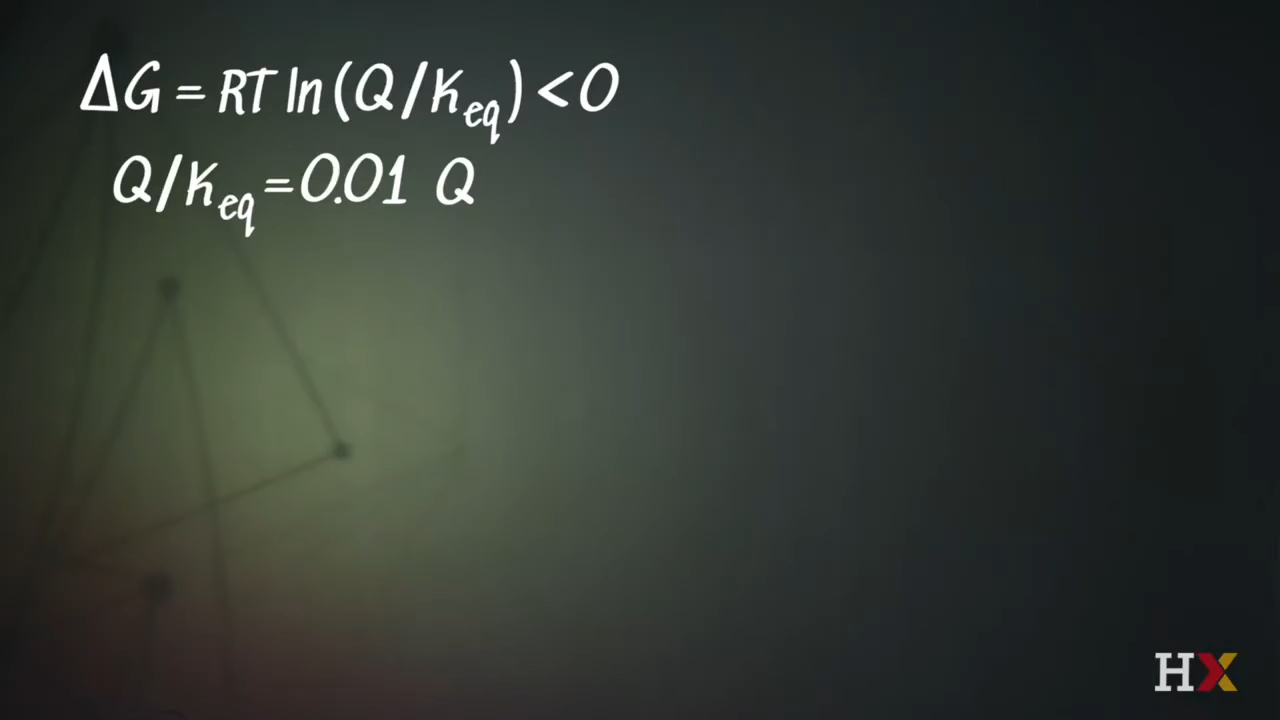 ΔG = RT ln(Q/Keq) < 0
Q/Keq = 0.01 Q
HX